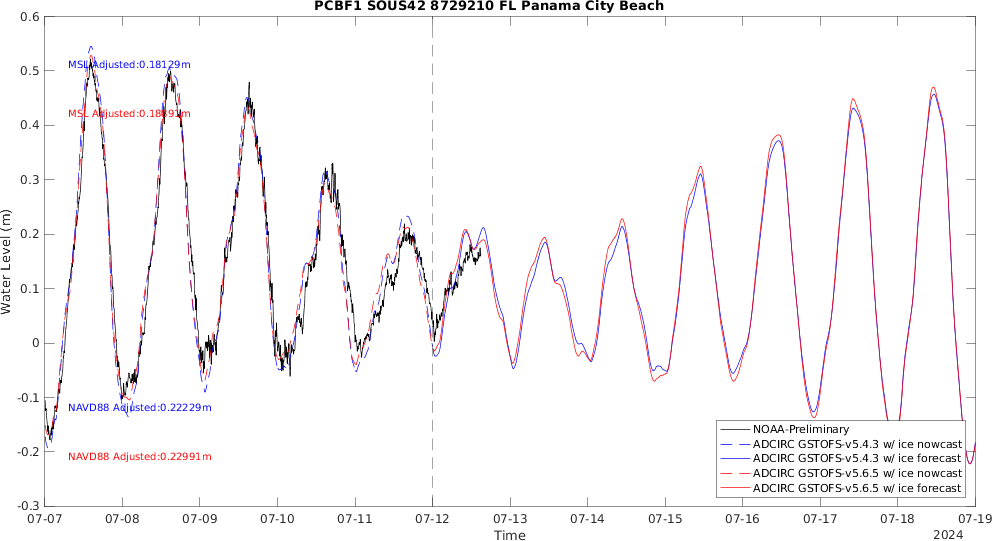 PCBF1 SOUS42 8729210 FL Panama City Beach
0.6
0.5
0.4
0.3
0.2
0.1
0
-0.1
-0.2
-0.3
Water Level (m)
MSL Adjusted:0.18129m
MSL Adjusted:0.18891m
NAVD88 Adjusted:0.22229m
NAVD88 Adjusted:0.22991m
NOAA-Preliminary
ADCIRC GSTOFS-v5.4.3 w/ ice nowcast
ADCIRC GSTOFS-v5.4.3 w/ ice forecast
ADCIRC GSTOFS-v5.6.5 w/ ice nowcast
ADCIRC GSTOFS-v5.6.5 w/ ice forecast
07-07 07-08 07-09 07-10 07-11 07-12 07-13 07-14 07-15 07-16 07-17 07-18 07-19
Time
2024